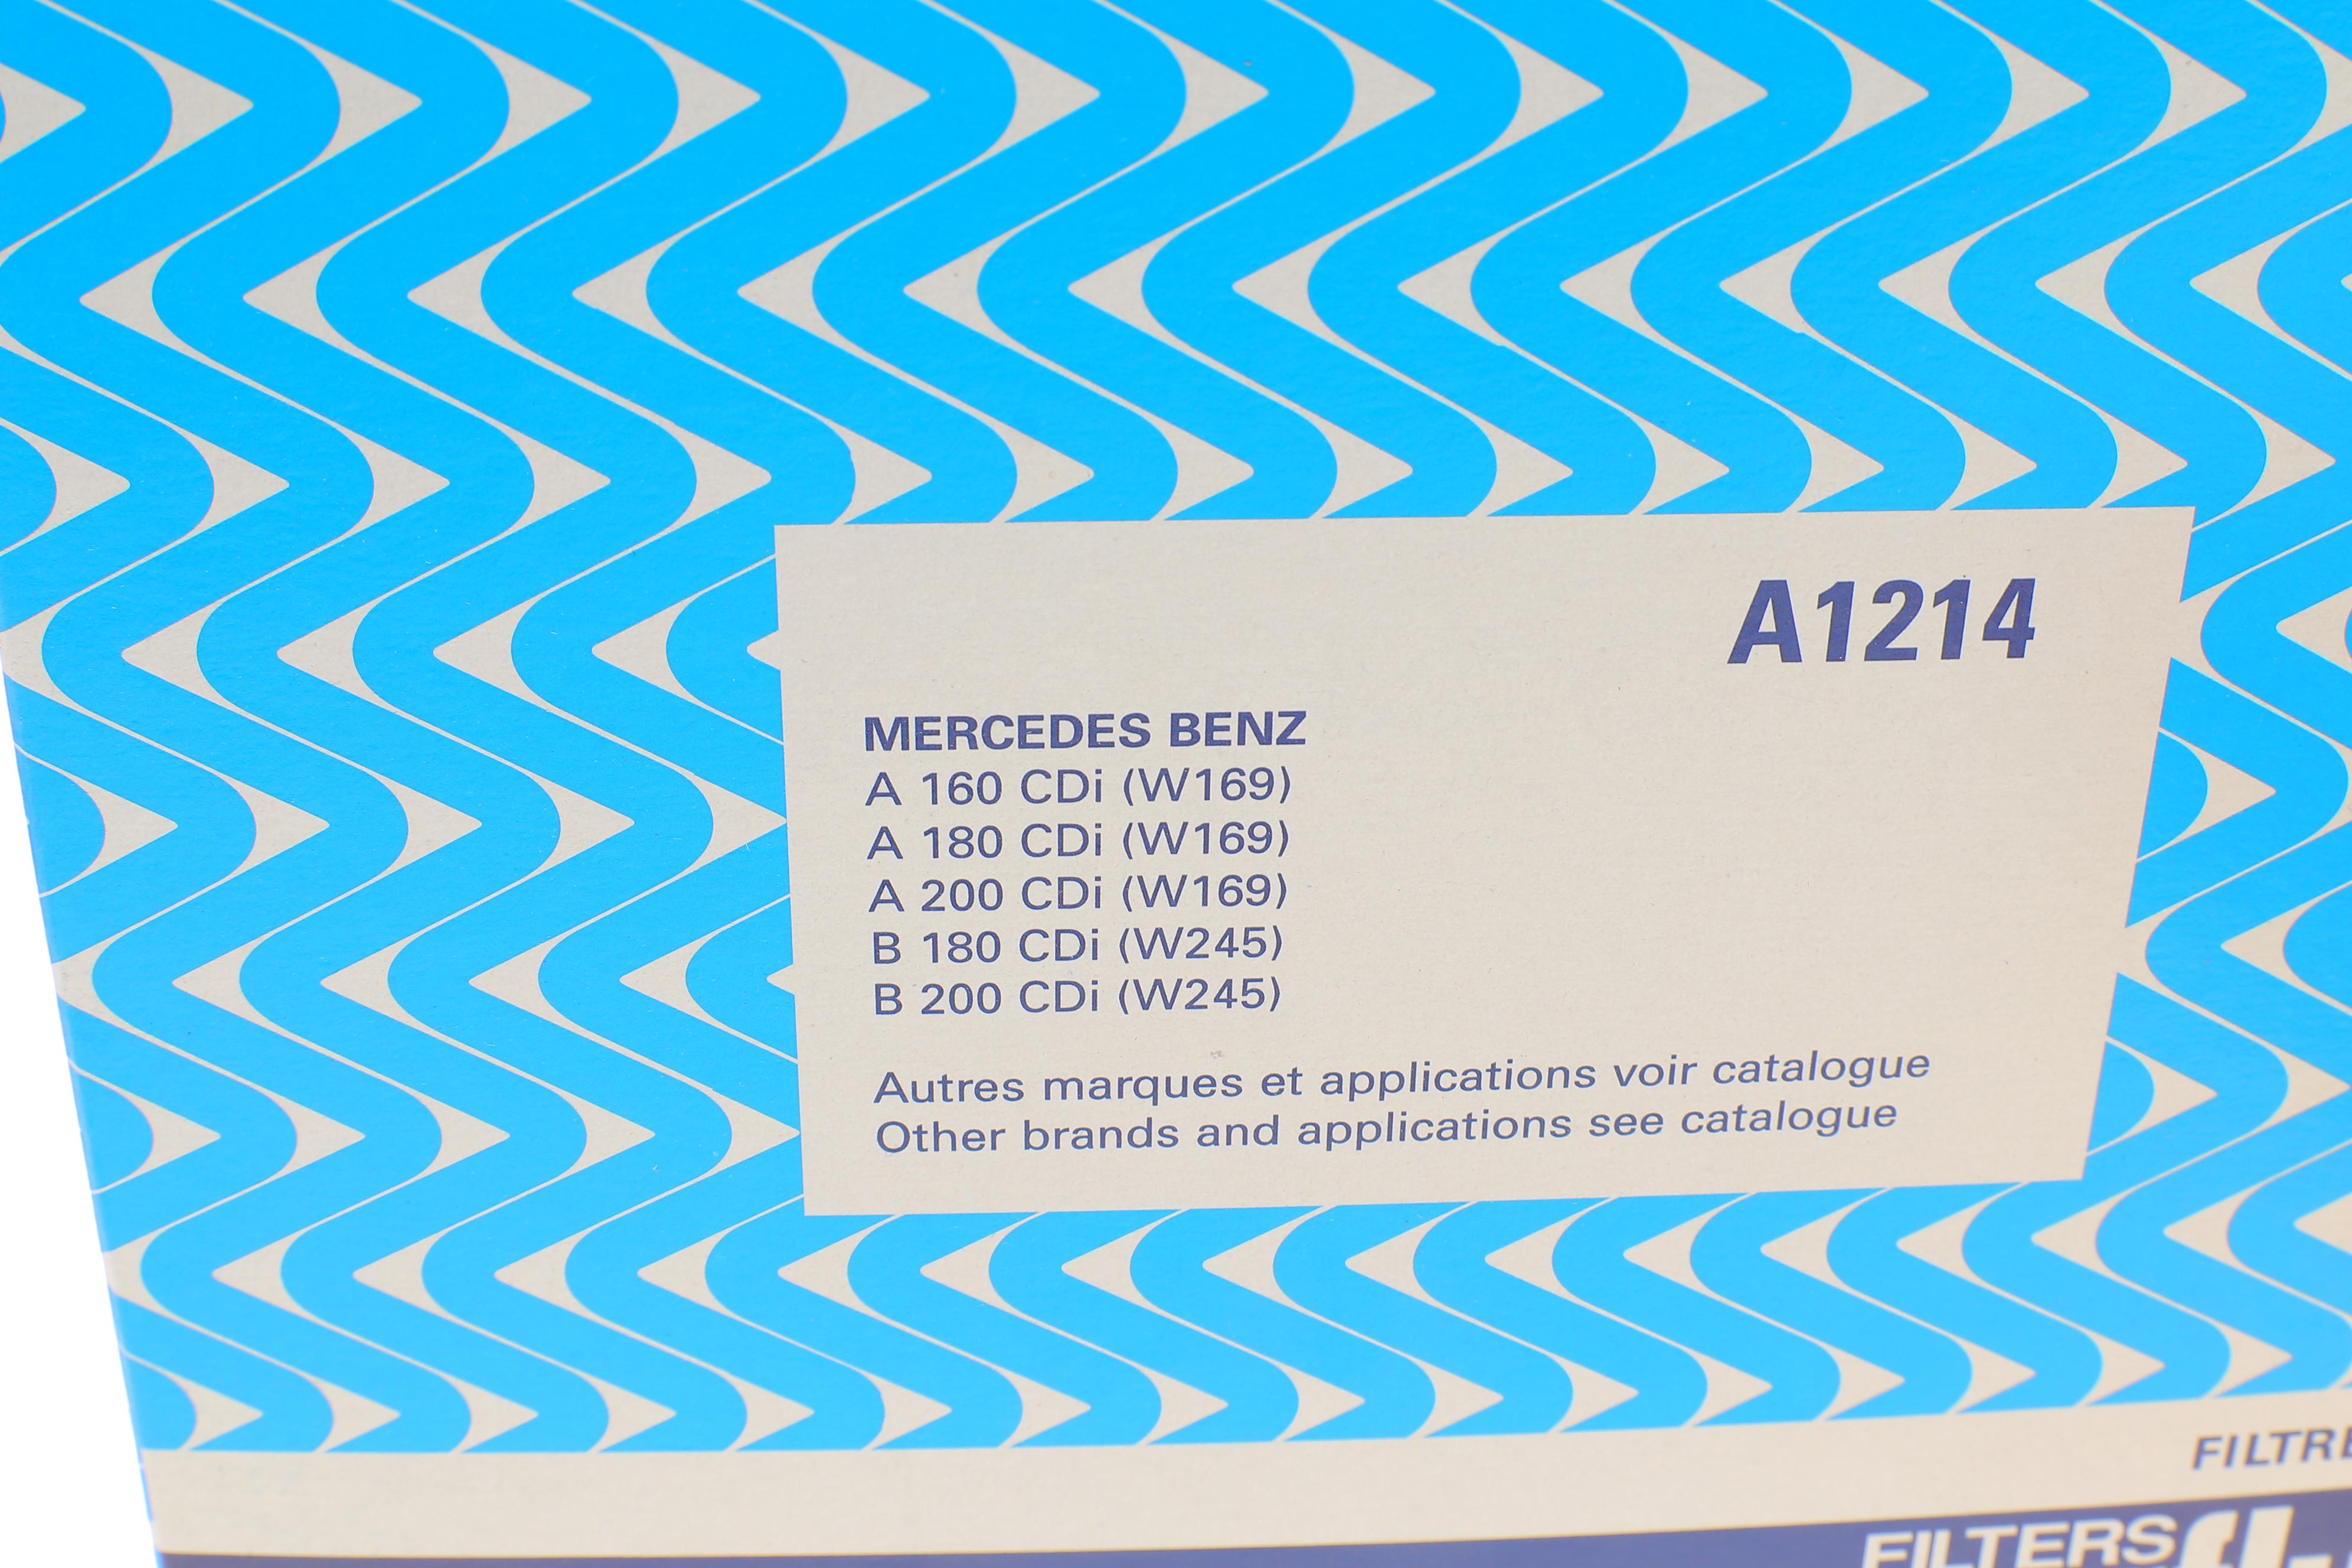 A1214
MERCEDES BENZ
A 160 CDi (W169)
A 180 CDi (W169)
A 200 CDi (W169)
B 180 CDi (W245)
B 200 CDi (W245)
Autres marques et applications voir catalogue
Other brands and applications see catalogue
FILTRE
FILTERS